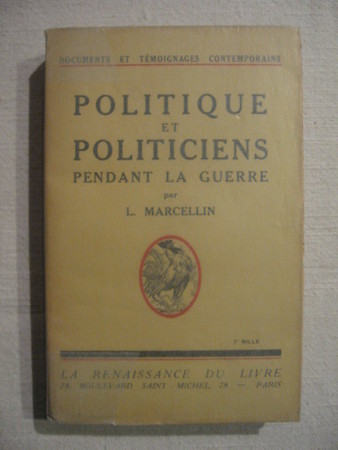 DOCUMENTS ET TÉMOIGNAGES CONTEMPORAINS
POLITIQUE
ET
POLITICIENS
PENDANT LA GUERRE
par
L. MARCELLIN
MILLE
LA RENAISSANCE DU LIVRE
78, BOULEVARD SAINT-MICHEL, 78 — PARIS